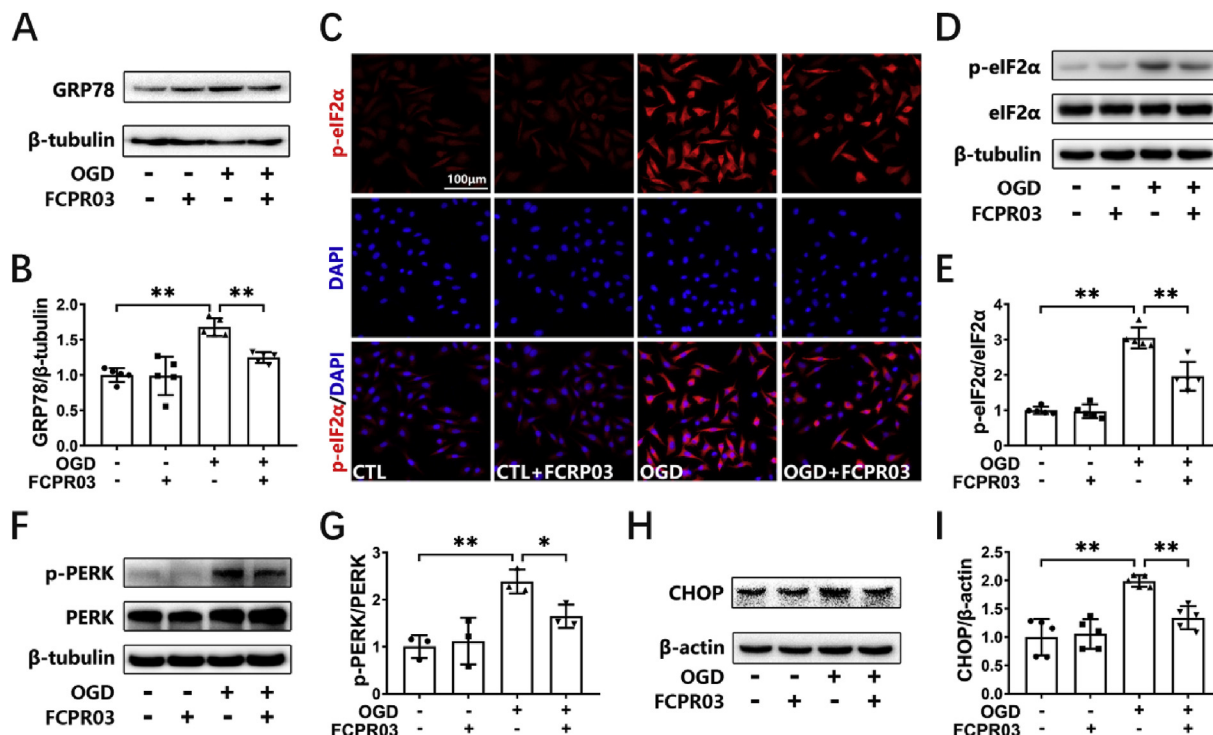 A
GRP78
β-tubulin
OGD - - + +
FCPR03 - + - +
B
GRP78/β-tubulin
2.0
1.5
1.0
0.5
0.0
** **
OGD - - + +
FCPR03 - + - +
C
p-eIF2α
100μm
DAPI
p-eIF2α/DAPI
CTL CTL+FCRP03 OGD OGD+FCPR03
D
p-eIF2α
eIF2α
β-tubulin
OGD - - + +
FCPR03 - + - +
E
p-eIF2α/eIF2α
4
3
2
1
0
** **
OGD - - + +
FCPR03 - + - +
F
p-PERK
PERK
β-tubulin
OGD - - + +
FCPR03 - + - +
G
p-PERK/PERK
3
2
1
0
** *
OGD - - + +
FCPR03 - + - +
H
CHOP
β-actin
OGD - - + +
FCPR03 - + - +
I
CHOP/β-actin
2.5
2.0
1.5
1.0
0.5
0.0
** **
OGD - - + +
FCPR03 - + - +